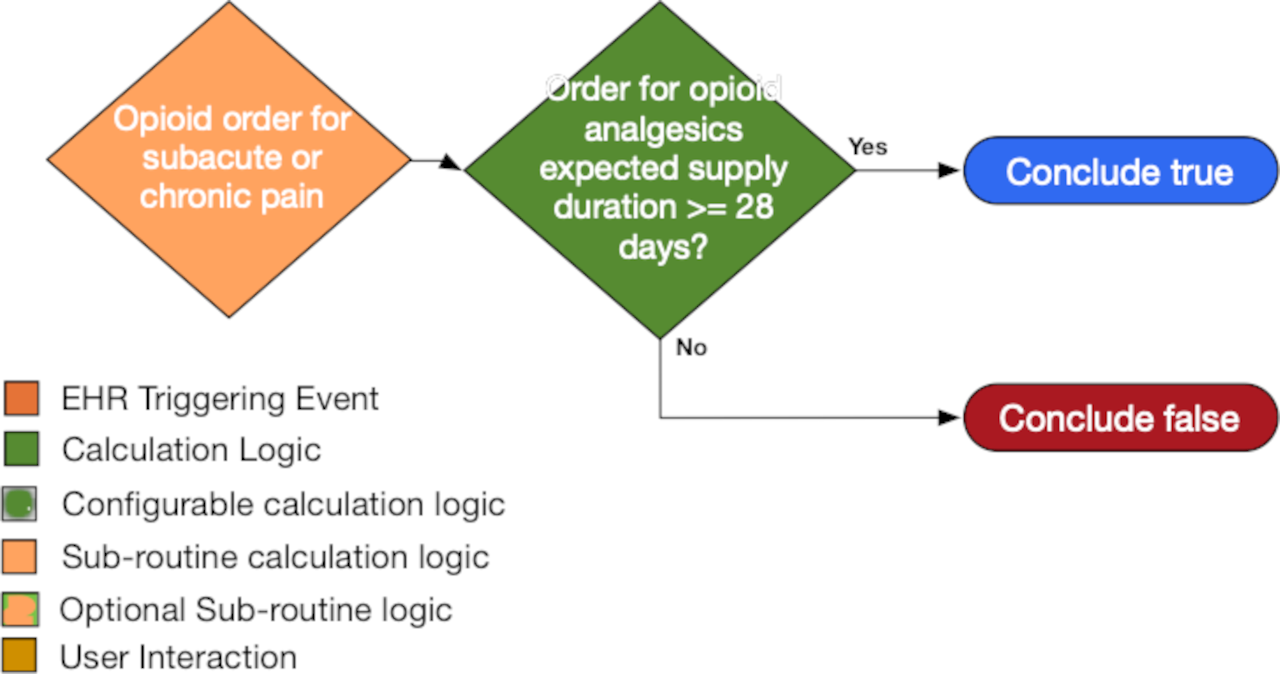 Opioid order for
subacute or
chronic pain
Order for opioid
analgesics
expected supply
duration >= 28
days?
Yes
Conclude true
No
Conclude false
EHR Triggering Event
Calculation Logic
Configurable calculation logic
Sub-routine calculation logic
Optional Sub-routine logic
User Interaction